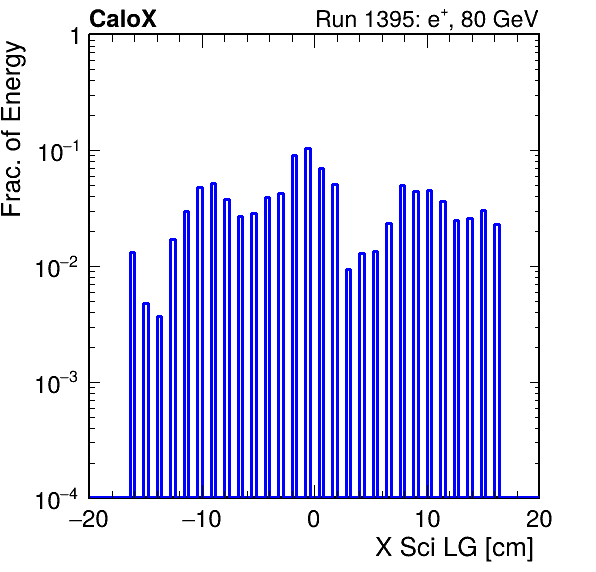 CaloX Run 1395: e⁺, 80 GeV
Frac. of Energy
1
10⁻¹
10⁻²
10⁻³
10⁻⁴
−20 −10 0 10 20
X Sci LG [cm]